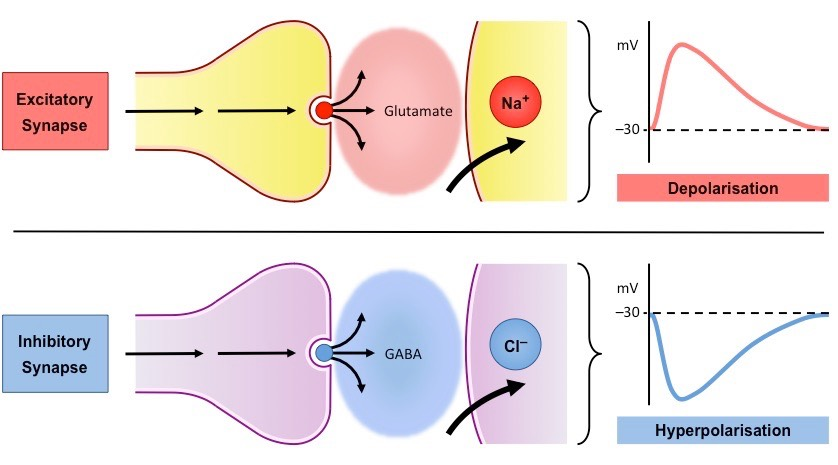 Excitatory
Synapse
Glutamate
Na⁺
mV
−30
Depolarisation
Inhibitory
Synapse
GABA
Cl⁻
mV
−30
Hyperpolarisation